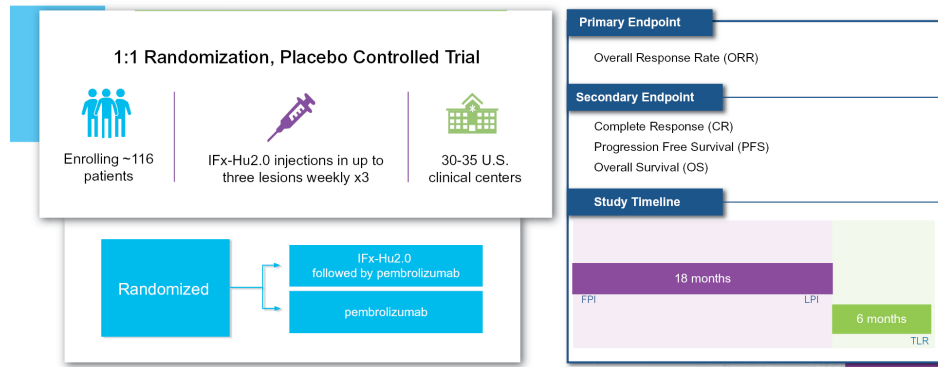 1:1 Randomization, Placebo Controlled Trial
Enrolling ~116
patients
IFx-Hu2.0 injections in up to
three lesions weekly x3
30-35 U.S.
clinical centers
Randomized
IFx-Hu2.0
followed by pembrolizumab
pembrolizumab
Primary Endpoint
Overall Response Rate (ORR)
Secondary Endpoint
Complete Response (CR)
Progression Free Survival (PFS)
Overall Survival (OS)
Study Timeline
18 months
FPI
LPI
6 months
TLR